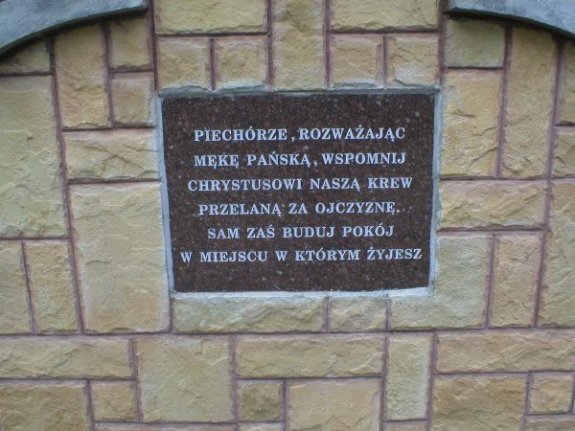 PIECHÓRZE, ROZWAŻAJĄC
MĘKĘ PAŃSKĄ, WSPOMNIJ
CHRYSTUSOWI NASZĄ KREW
PRZELANĄ ZA OJCZYZNĘ.
SAM ZAŚ BUDUJ POKÓJ
W MIEJSCU W KTÓRYM ŻYJESZ